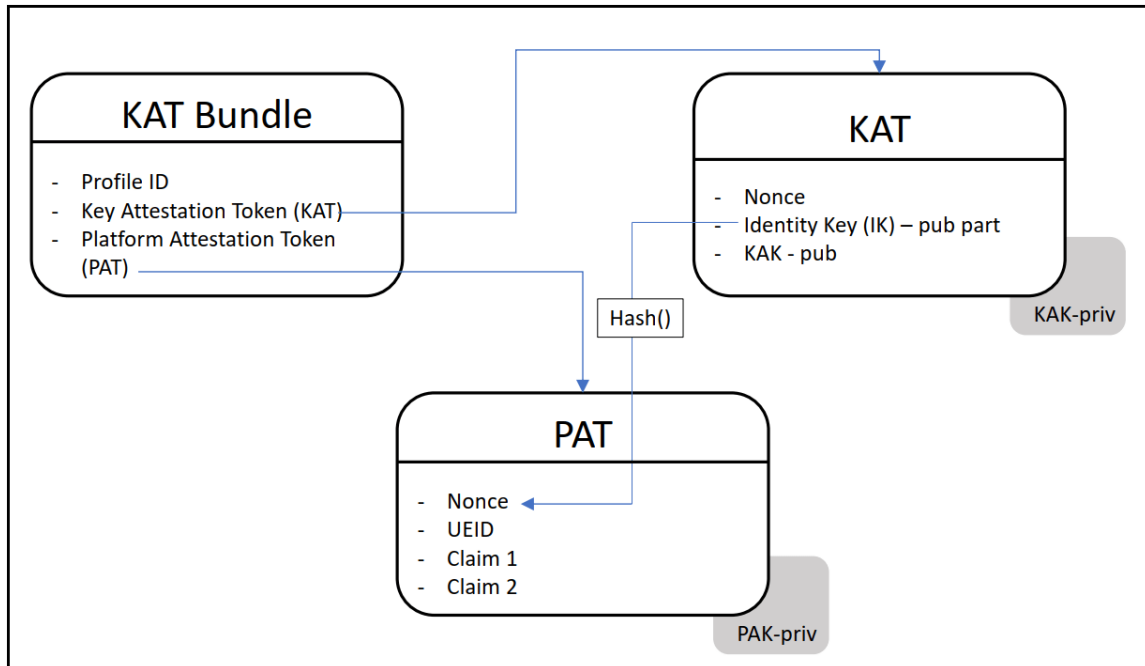 KAT Bundle
- Profile ID
- Key Attestation Token (KAT)
- Platform Attestation Token
(PAT)
KAT
- Nonce
- Identity Key (IK) – pub part
- KAK - pub
KAK-priv
Hash()
PAT
- Nonce
- UEID
- Claim 1
- Claim 2
PAK-priv